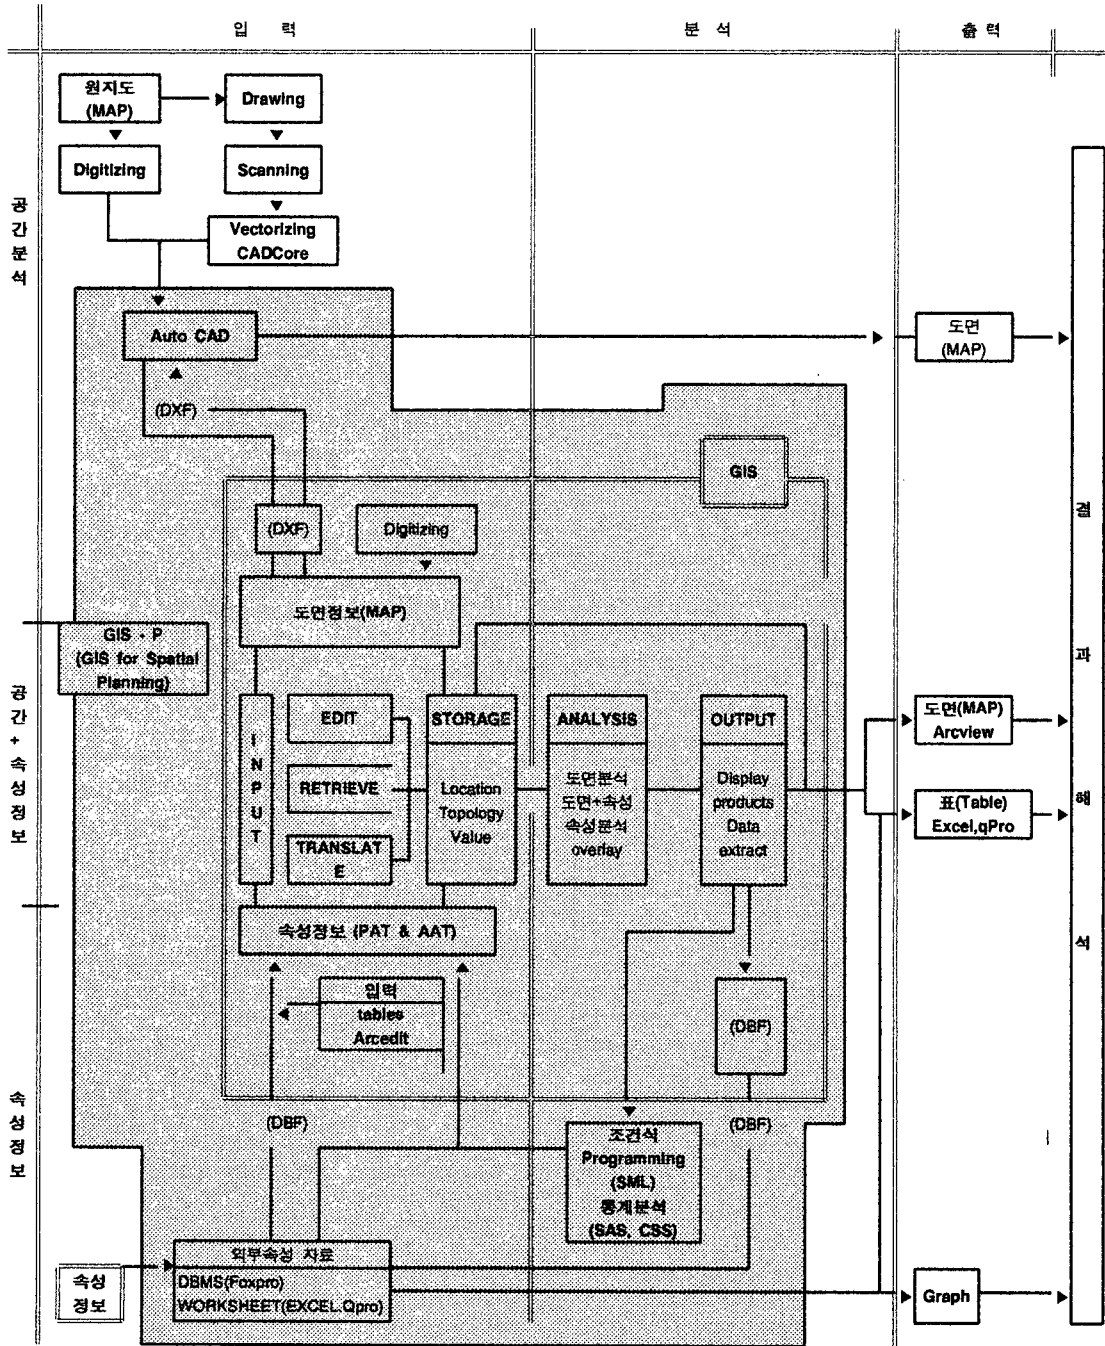 입 력
분 석
출 력
원지도
(MAP)
Drawing
Digitizing
Scanning
Vectorizing
CADCore
공
간
분
석
Auto CAD
도면
(MAP)
(DXF)
GIS
(DXF)
Digitizing
도면정보(MAP)
GIS - P
(GIS for Spatial
Planning)
공
간
+
속
성
정
보
I
N
P
U
T
EDIT
RETRIEVE
TRANSLAT
E
STORAGE
Location
Topology
Value
ANALYSIS
도면분석
도면+속성
속성분석
overlay
OUTPUT
Display
products
Data
extract
도면(MAP)
Arcview
표(Table)
Excel,qPro
결
과
해
석
속성정보 (PAT & AAT)
입력
tables
Arcedit
(DBF)
(DBF)
(DBF)
속
성
정
보
조건식
Programming
(SML)
통계분석
(SAS, CSS)
외부속성 자료
DBMS(Foxpro)
WORKSHEET(EXCEL.Qpro)
속성
정보
Graph